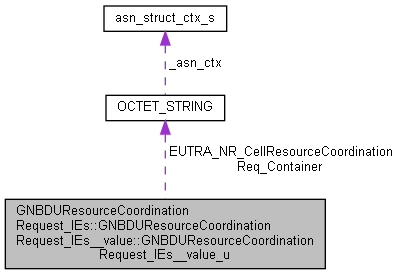 asn_struct_ctx_s
_asn_ctx
OCTET_STRING
EUTRA_NR_CellResourceCoordination
Req_Container
GNBDUResourceCoordination
Request_IEs::GNBDUResourceCoordination
Request_IEs__value::GNBDUResourceCoordination
Request_IEs__value_u